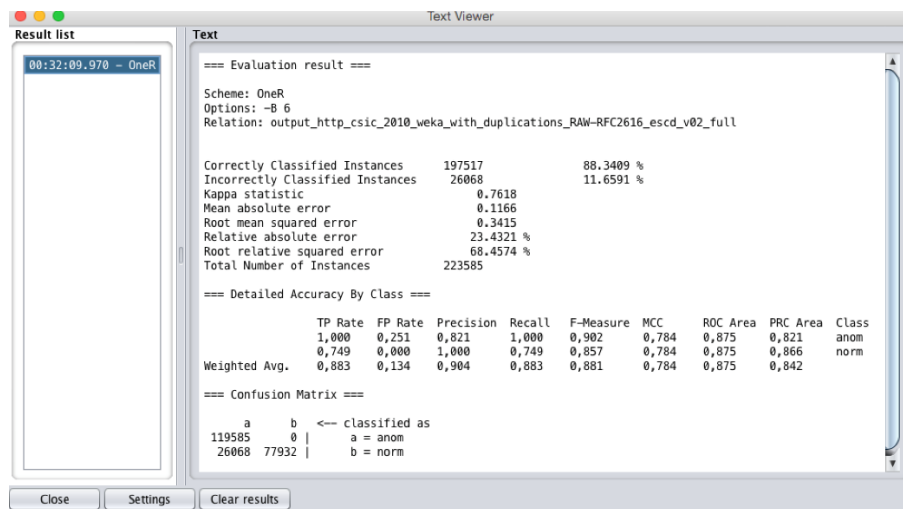 Text Viewer
Result list
00:32:09.970 - OneR
Text
=== Evaluation result ===
Scheme: OneR
Options: -B 6
Relation: output_http_csic_2010_weka_with_duplications_RAW-RFC2616_escd_v02_full
Correctly Classified Instances 197517 88.3409 %
Incorrectly Classified Instances 26068 11.6591 %
Kappa statistic 0.7618
Mean absolute error 0.1166
Root mean squared error 0.3415
Relative absolute error 23.4321 %
Root relative squared error 68.4574 %
Total Number of Instances 223585
=== Detailed Accuracy By Class ===
TP Rate FP Rate Precision Recall F-Measure MCC ROC Area PRC Area Class
1,000 0,251 0,821 1,000 0,902 0,784 0,875 0,821 anom
0,749 0,000 1,000 0,749 0,857 0,784 0,875 0,866 norm
Weighted Avg. 0,883 0,134 0,904 0,883 0,881 0,784 0,875 0,842
=== Confusion Matrix ===
a b <-- classified as
119585 0 | a = anom
26068 77932 | b = norm
Close Settings Clear results